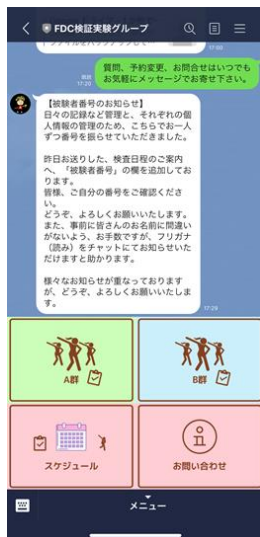 FDC検証実験グループ
17:00
質問、予約変更、お問合せはいつでも
お気軽にメッセージでお寄せ下さい。
既読
17:20
【被験者番号のお知らせ】
日々の記録など管理と、それぞれの個
人情報の管理のため、こちらでお一人
ずつ番号を振らせていただきました。
昨日お送りした、検査日程のご案内
へ、「被験者番号」の欄を追加してお
ります。
皆様、ご自分の番号をご確認くださ
い。
どうぞ、よろしくお願いいたします。
また、事前に皆さんのお名前に間違い
がないよう、お手数ですが、フリガナ
（読み）をチャットにてお知らせいた
だけますと助かります。
様々なお知らせが重なっております
が、どうぞ、よろしくお願いいたしま
す。
17:29
A群
B群
スケジュール
お問い合わせ
メニュー